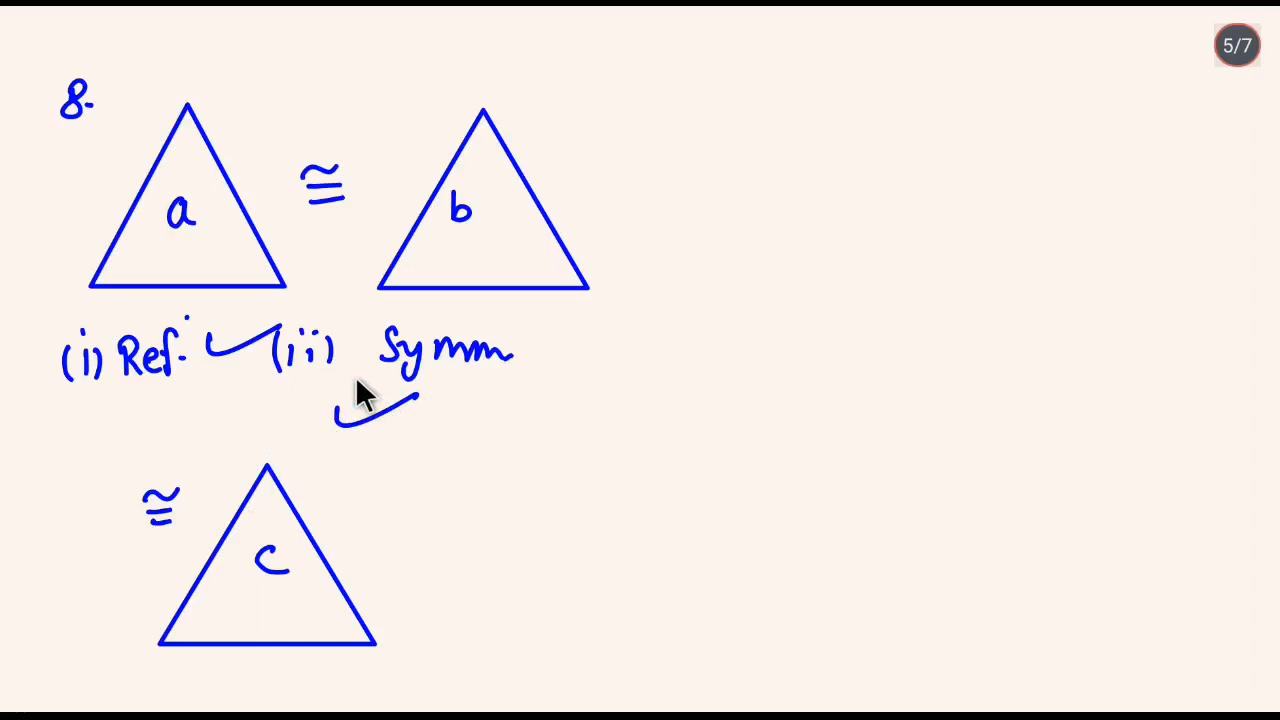 5/7
8.
a ≅ b
(i) Ref. (ii) Symm
≅ c